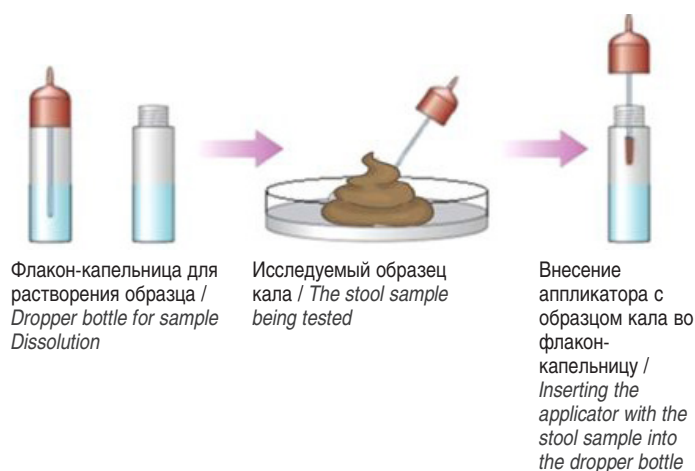 Флакон-капельница для
растворения образца /
Dropper bottle for sample
Dissolution
Исследуемый образец
кала / The stool sample
being tested
Внесение
аппликатора с
образцом кала во
флакон-
капельницу /
Inserting the
applicator with the
stool sample into
the dropper bottle